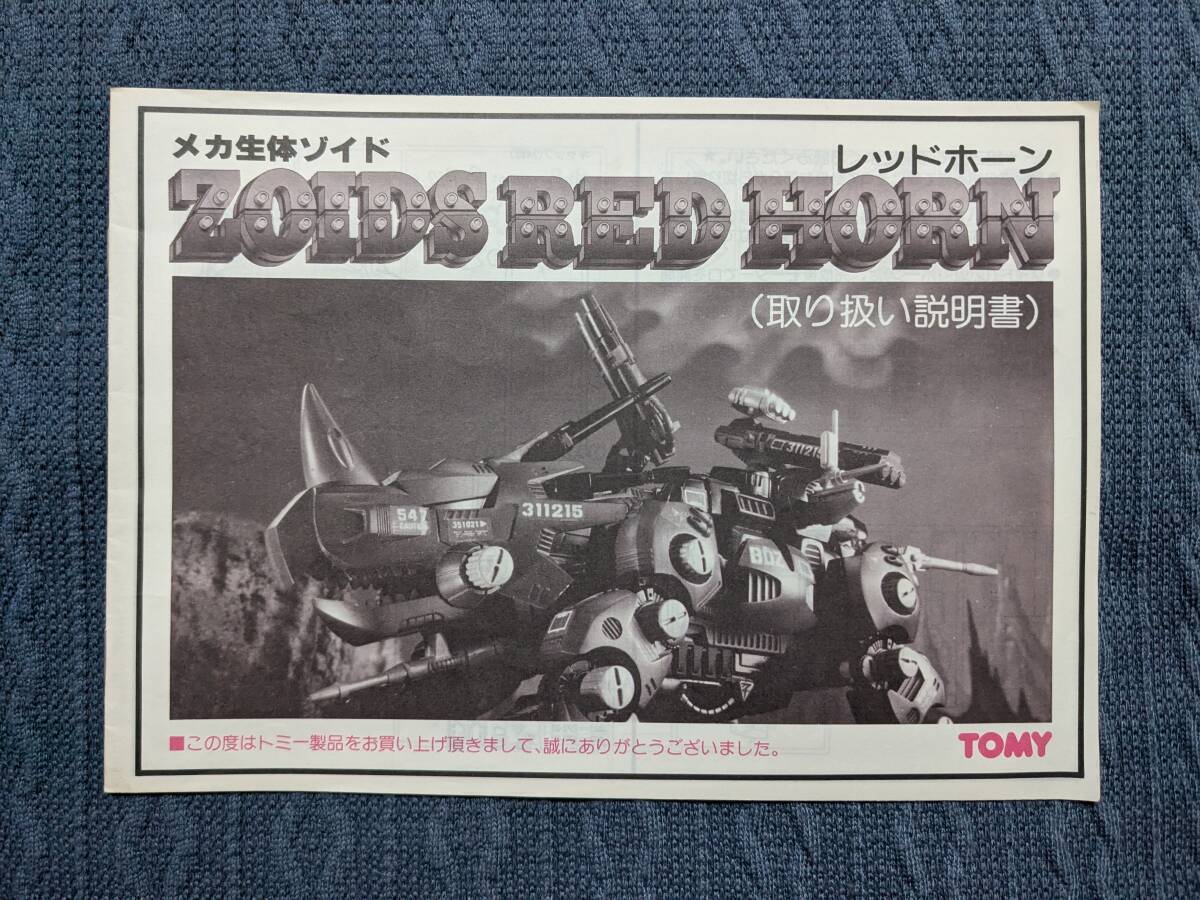 メカ生体ゾイド
レッドホーン
ZOIDS RED HORN
(取り扱い説明書)
311215
311215
547
351021
802
■この度はトミー製品をお買い上げ頂きまして、誠にありがとうございました。
TOMY